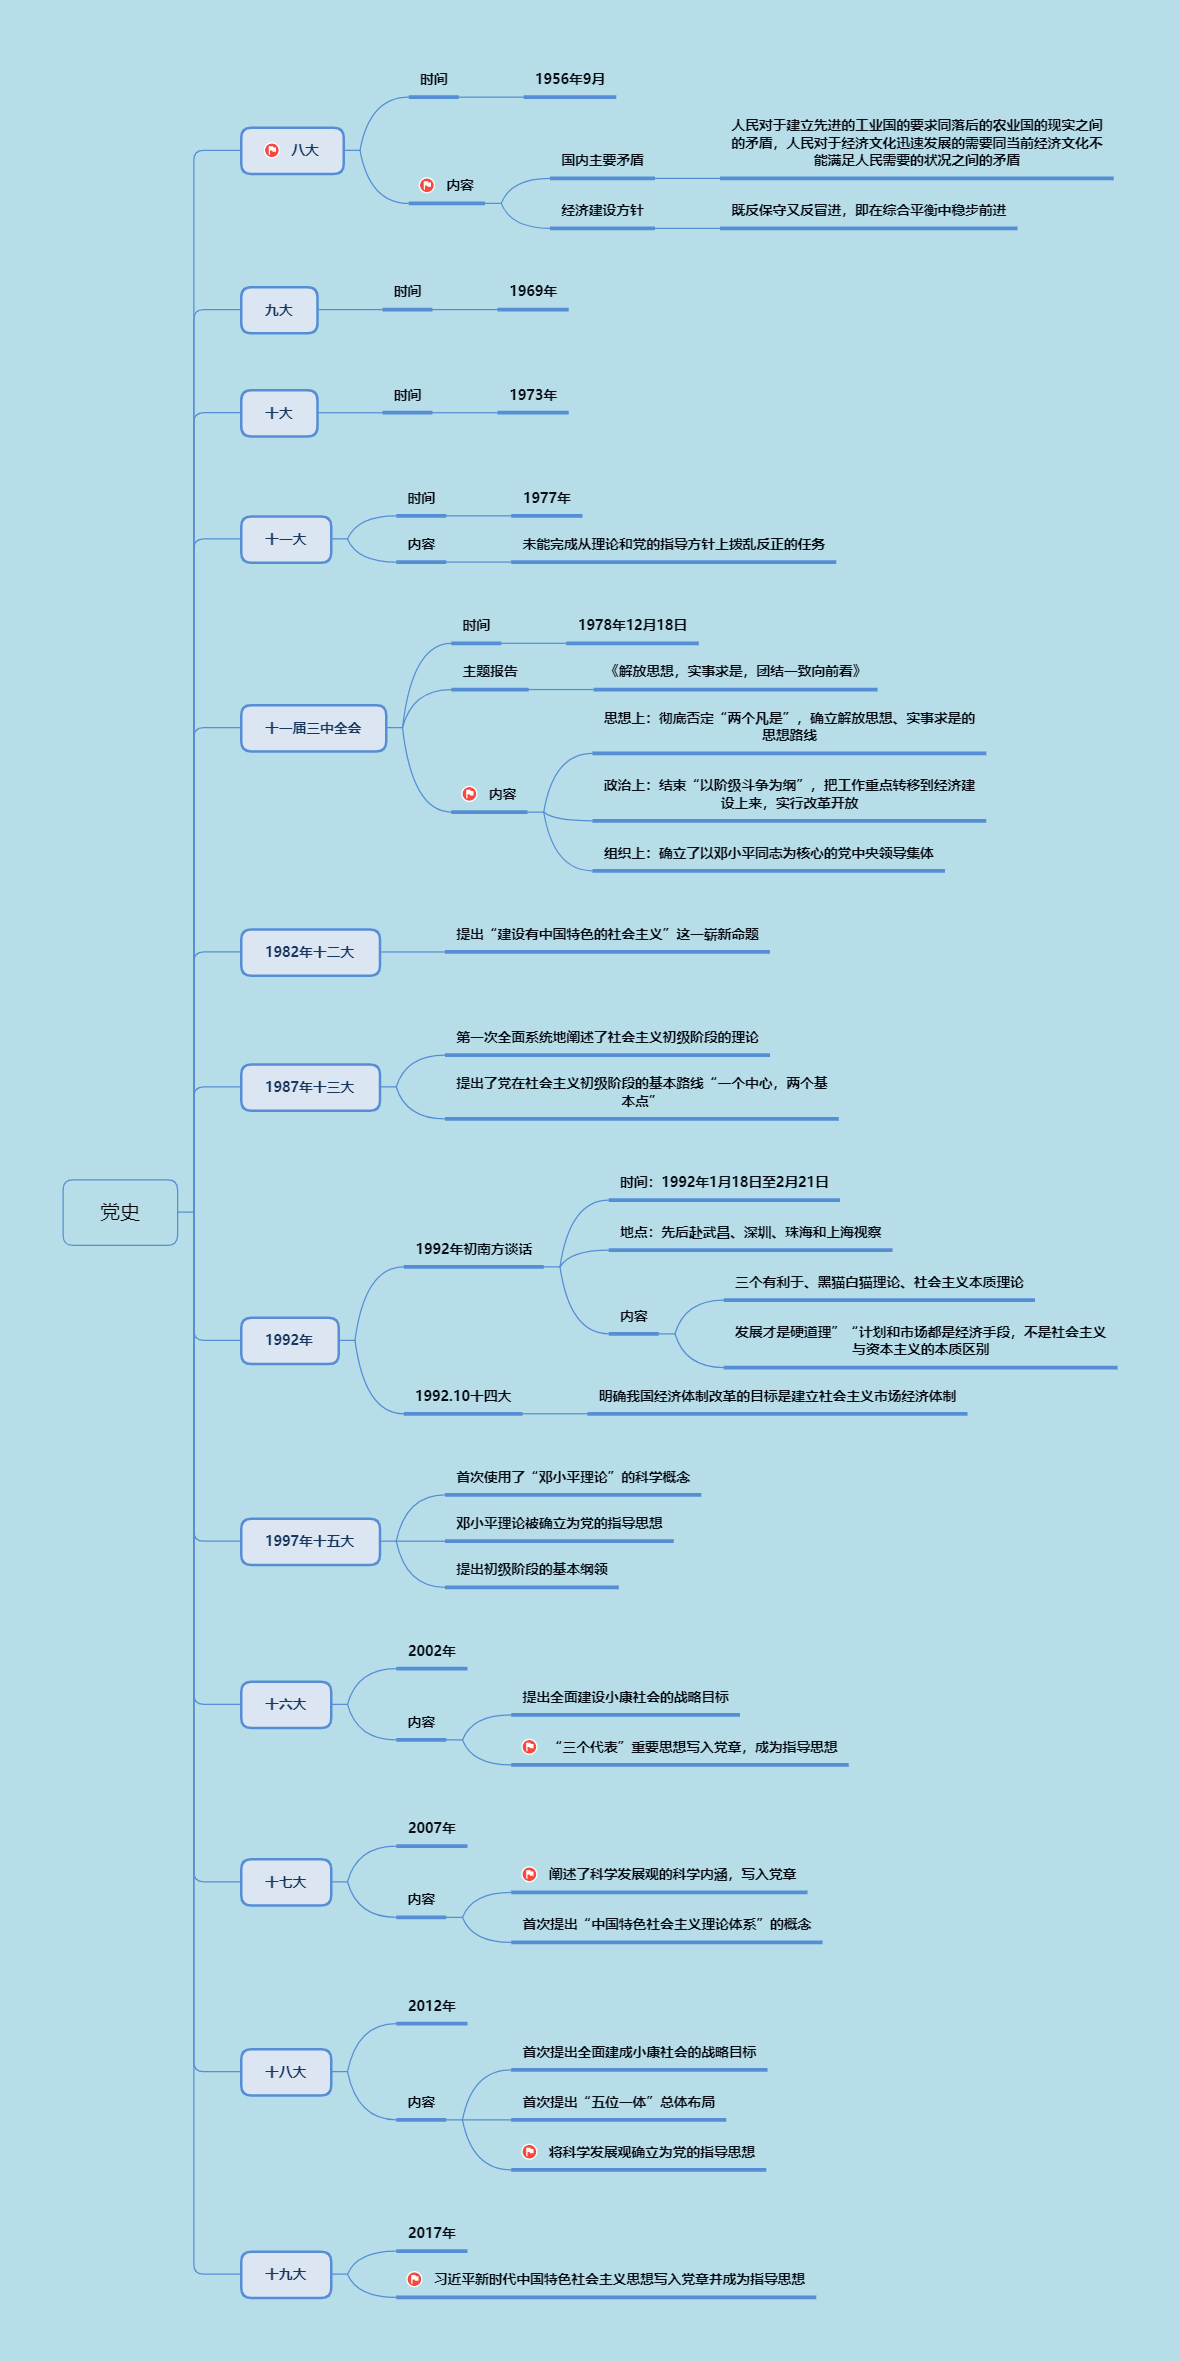 党史
八大
时间
1956年9月
内容
国内主要矛盾
人民对于建立先进的工业国的要求同落后的农业国的现实之间
的矛盾，人民对于经济文化迅速发展的需要同当前经济文化不
能满足人民需要的状况之间的矛盾
经济建设方针
既反保守又反冒进，即在综合平衡中稳步前进
九大
时间
1969年
十大
时间
1973年
十一大
时间
1977年
内容
未能完成从理论和党的指导方针上拨乱反正的任务
十一届三中全会
时间
1978年12月18日
主题报告
《解放思想，实事求是，团结一致向前看》
内容
思想上：彻底否定“两个凡是”，确立解放思想、实事求是的
思想路线
政治上：结束“以阶级斗争为纲”，把工作重点转移到经济建
设上来，实行改革开放
组织上：确立了以邓小平同志为核心的党中央领导集体
1982年十二大
提出“建设有中国特色的社会主义”这一崭新命题
1987年十三大
第一次全面系统地阐述了社会主义初级阶段的理论
提出了党在社会主义初级阶段的基本路线“一个中心，两个基
本点”
1992年
1992年初南方谈话
时间：1992年1月18日至2月21日
地点：先后赴武昌、深圳、珠海和上海视察
内容
三个有利于、黑猫白猫理论、社会主义本质理论
发展才是硬道理”“计划和市场都是经济手段，不是社会主义
与资本主义的本质区别
1992.10十四大
明确我国经济体制改革的目标是建立社会主义市场经济体制
1997年十五大
首次使用了“邓小平理论”的科学概念
邓小平理论被确立为党的指导思想
提出初级阶段的基本纲领
十六大
2002年
内容
提出全面建设小康社会的战略目标
“三个代表”重要思想写入党章，成为指导思想
十七大
2007年
内容
阐述了科学发展观的科学内涵，写入党章
首次提出“中国特色社会主义理论体系”的概念
十八大
2012年
内容
首次提出全面建成小康社会的战略目标
首次提出“五位一体”总体布局
将科学发展观确立为党的指导思想
十九大
2017年
习近平新时代中国特色社会主义思想写入党章并成为指导思想